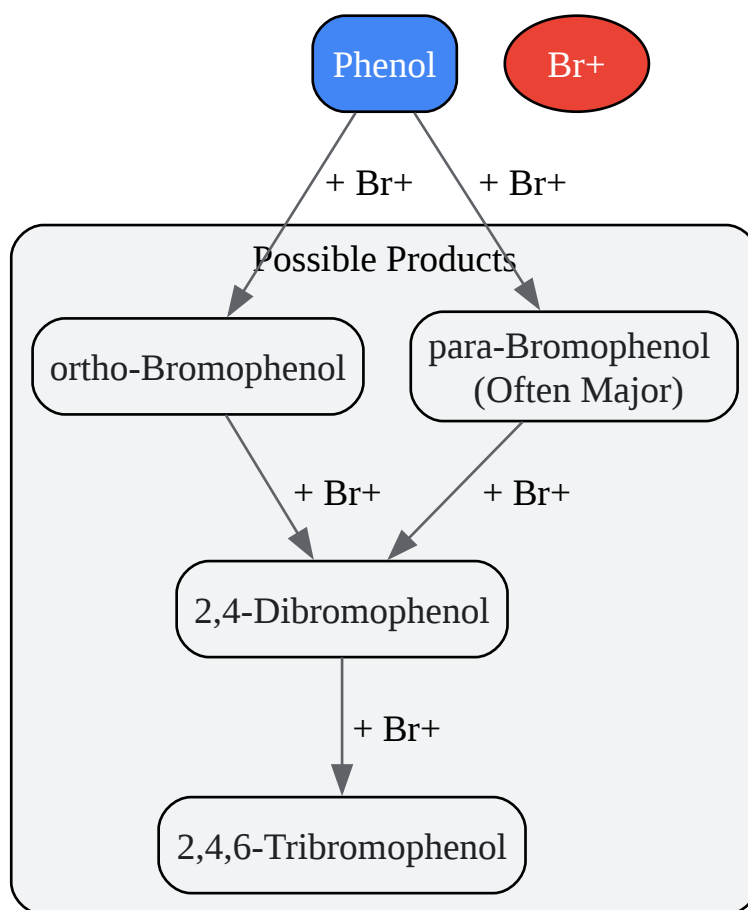 Phenol
Br+
+ Br+
+ Br+
Possible Products
ortho-Bromophenol
para-Bromophenol
(Often Major)
+ Br+
+ Br+
2,4-Dibromophenol
+ Br+
2,4,6-Tribromophenol